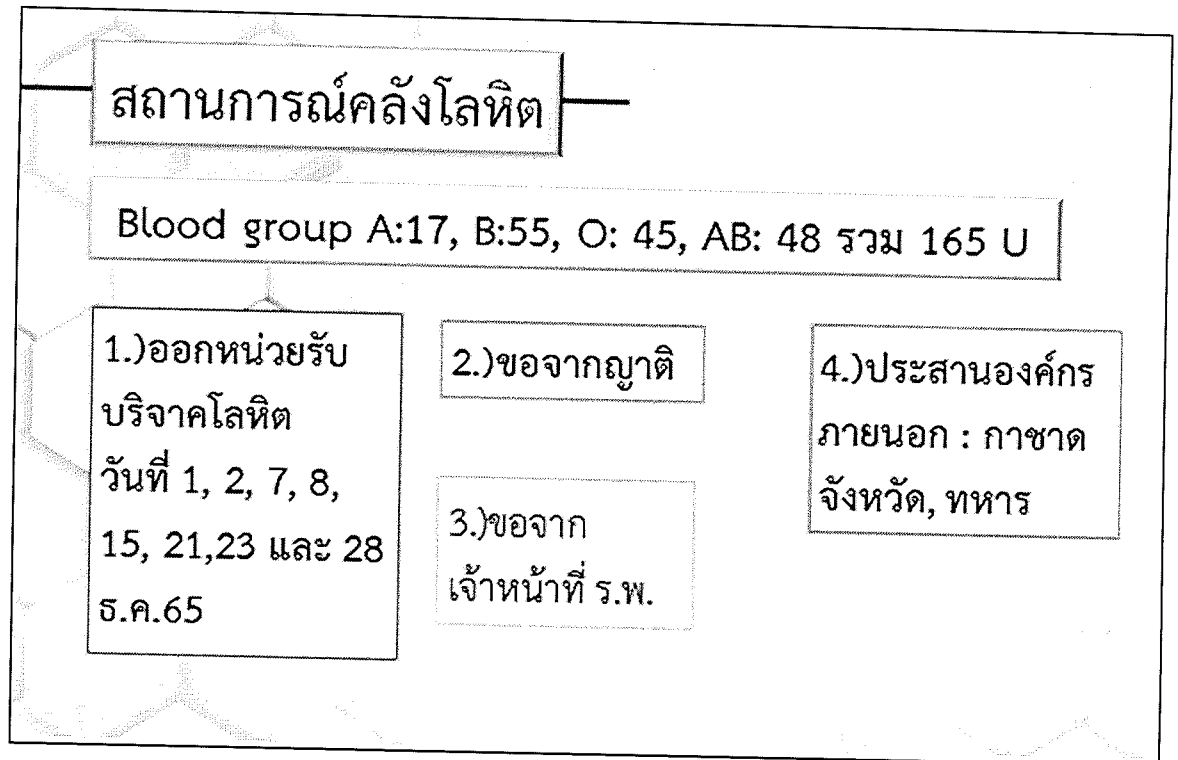 สถานการณ์คลังโลหิต
Blood group A:17, B:55, O: 45, AB: 48 รวม 165 U
1.)ออกหน่วยรับ
บริจาคโลหิต
วันที่ 1, 2, 7, 8,
15, 21,23 และ 28
ธ.ค.65
2.)ขอจากญาติ
3.)ขอจาก
เจ้าหน้าที่ ร.พ.
4.)ประสานองค์กร
ภายนอก : กาชาด
จังหวัด, ทหาร